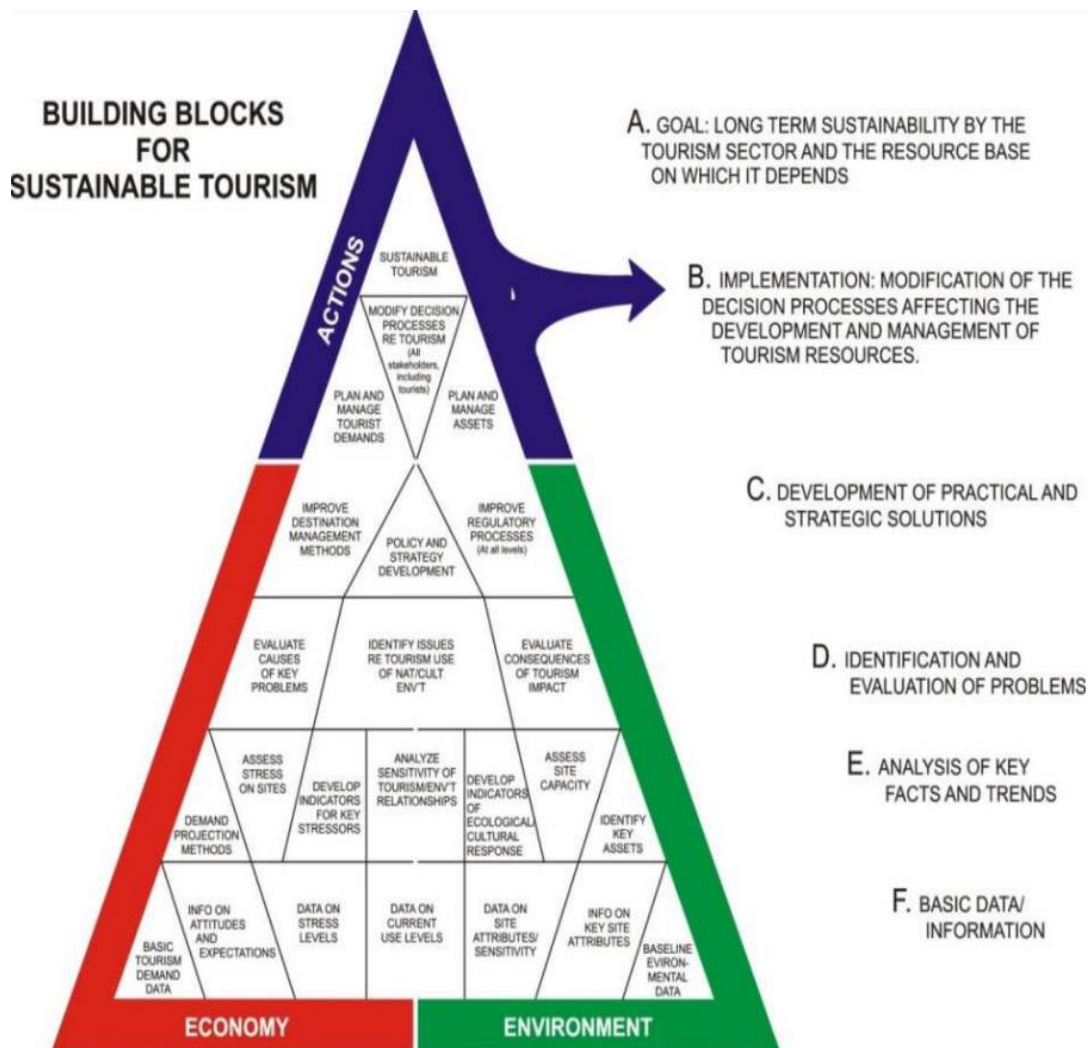 BUILDING BLOCKS
FOR
SUSTAINABLE TOURISM
A. GOAL: LONG TERM SUSTAINABILITY BY THE
TOURISM SECTOR AND THE RESOURCE BASE
ON WHICH IT DEPENDS
ACTIONS
SUSTAINABLE
TOURISM
B. IMPLEMENTATION: MODIFICATION OF THE
DECISION PROCESSES AFFECTING THE
DEVELOPMENT AND MANAGEMENT OF
TOURISM RESOURCES.
MODIFY DECISION
PROCESSES
RE TOURISM
(All
stakeholders,
including
tourists)
PLAN AND
MANAGE
TOURIST
DEMANDS
PLAN AND
MANAGE
ASSETS
C. DEVELOPMENT OF PRACTICAL AND
STRATEGIC SOLUTIONS
IMPROVE
DESTINATION
MANAGEMENT
METHODS
POLICY AND
STRATEGY
DEVELOPMENT
IMPROVE
REGULATORY
PROCESSES
(At all levels)
D. IDENTIFICATION AND
EVALUATION OF PROBLEMS
EVALUATE
CAUSES
OF KEY
PROBLEMS
IDENTIFY ISSUES
RE TOURISM USE
OF NAT/CULT
ENV'T
EVALUATE
CONSEQUENCES
OF TOURISM
IMPACT
E. ANALYSIS OF KEY
FACTS AND TRENDS
DEMAND
PROJECTION
METHODS
ASSESS
STRESS
ON SITES
DEVELOP
INDICATORS
FOR KEY
STRESSORS
ANALYZE
SENSITIVITY OF
TOURISM/ENV'T
RELATIONSHIPS
DEVELOP
INDICATORS
OF
ECOLOGICAL/
CULTURAL
RESPONSE
ASSESS
SITE
CAPACITY
IDENTIFY
KEY
ASSETS
F. BASIC DATA/
INFORMATION
BASIC
TOURISM
DEMAND
DATA
INFO ON
ATTITUDES
AND
EXPECTATIONS
DATA ON
STRESS
LEVELS
DATA ON
CURRENT
USE LEVELS
DATA ON
SITE
ATTRIBUTES/
SENSITIVITY
INFO ON
KEY SITE
ATTRIBUTES
BASELINE
EVIRON-
MENTAL
DATA
ECONOMY
ENVIRONMENT